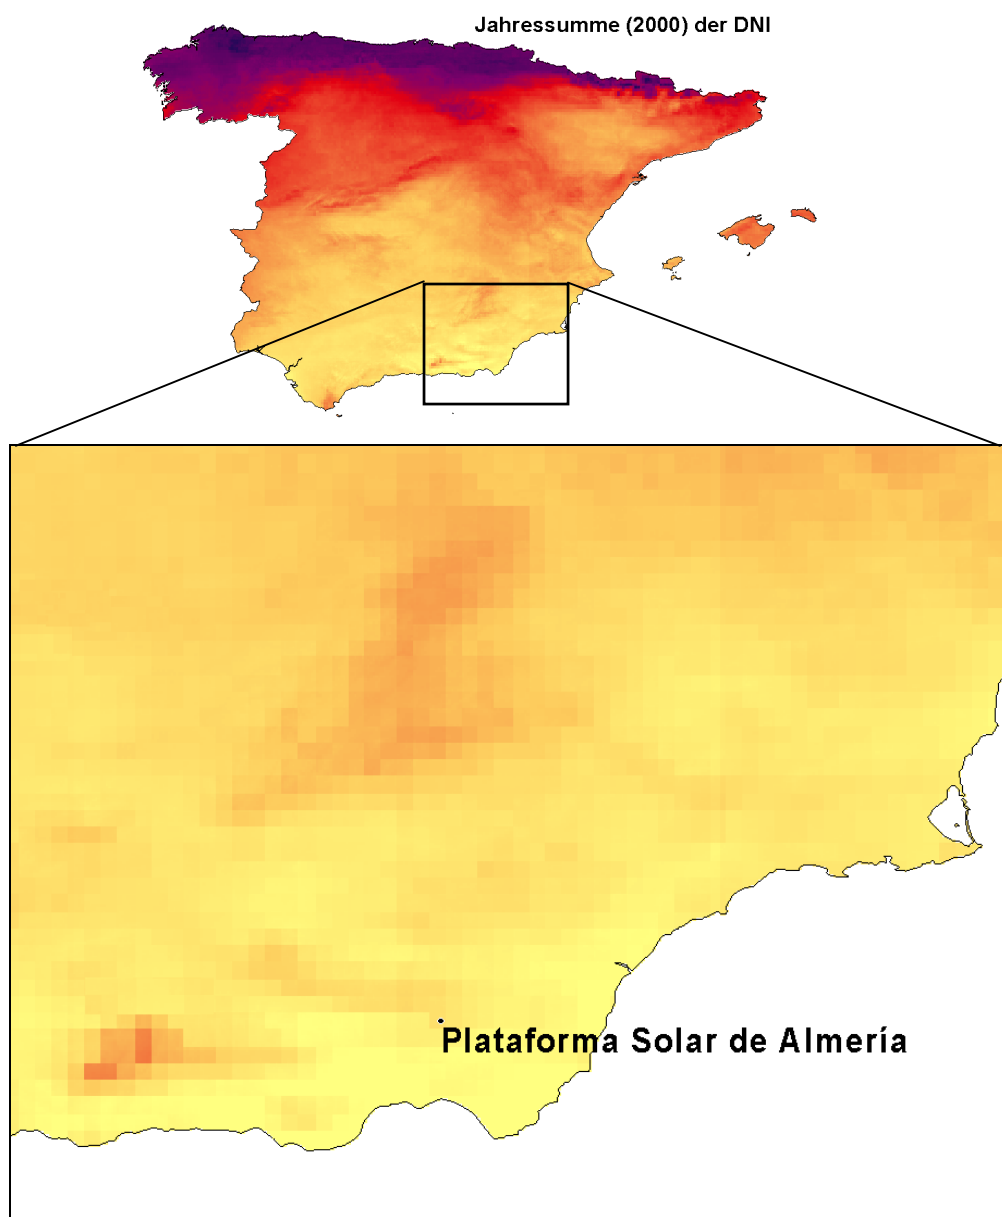 Jahressumme (2000) der DNI
Plataforma Solar de Almería